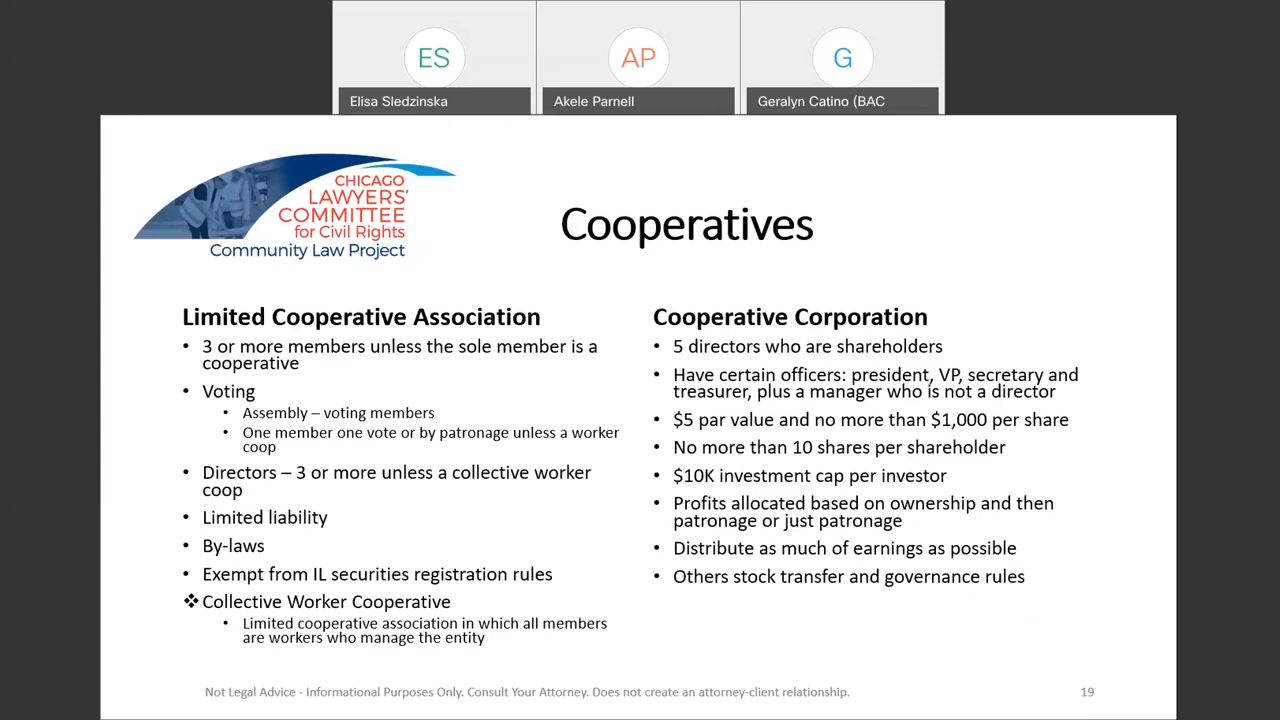 ES
AP
G
Elisa Sledzinska
Akele Parnell
Geralyn Catino (BAC
CHICAGO
LAWYERS'
COMMITTEE
for Civil Rights
Community Law Project
Cooperatives
Limited Cooperative Association
• 3 or more members unless the sole member is a
cooperative
• Voting
• Assembly – voting members
• One member one vote or by patronage unless a worker
coop
• Directors – 3 or more unless a collective worker
coop
• Limited liability
• By-laws
• Exempt from IL securities registration rules
❖ Collective Worker Cooperative
• Limited cooperative association in which all members
are workers who manage the entity
Cooperative Corporation
• 5 directors who are shareholders
• Have certain officers: president, VP, secretary and
treasurer, plus a manager who is not a director
• $5 par value and no more than $1,000 per share
• No more than 10 shares per shareholder
• $10K investment cap per investor
• Profits allocated based on ownership and then
patronage or just patronage
• Distribute as much of earnings as possible
• Others stock transfer and governance rules
Not Legal Advice - Informational Purposes Only. Consult Your Attorney. Does not create an attorney-client relationship.
19